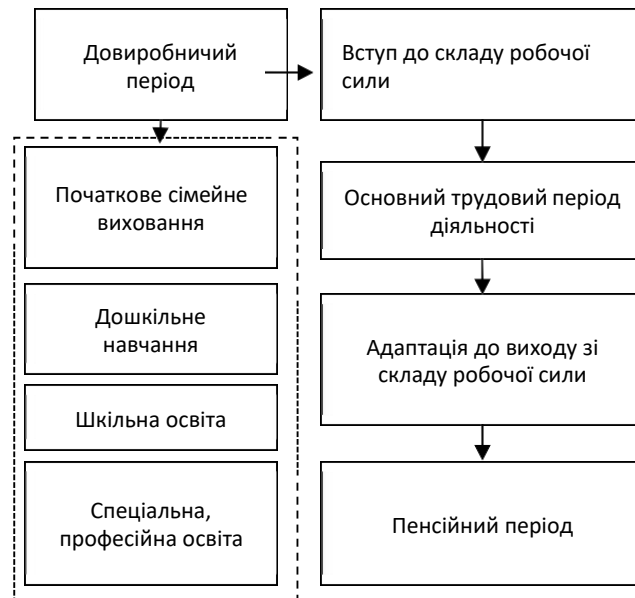 Довиробничий
період
Вступ до складу робочої
сили
Початкове сімейне
виховання
Дошкільне
навчання
Шкільна освіта
Спеціальна,
професійна освіта
Основний трудовий період
діяльності
Адаптація до виходу зі
складу робочої сили
Пенсійний період